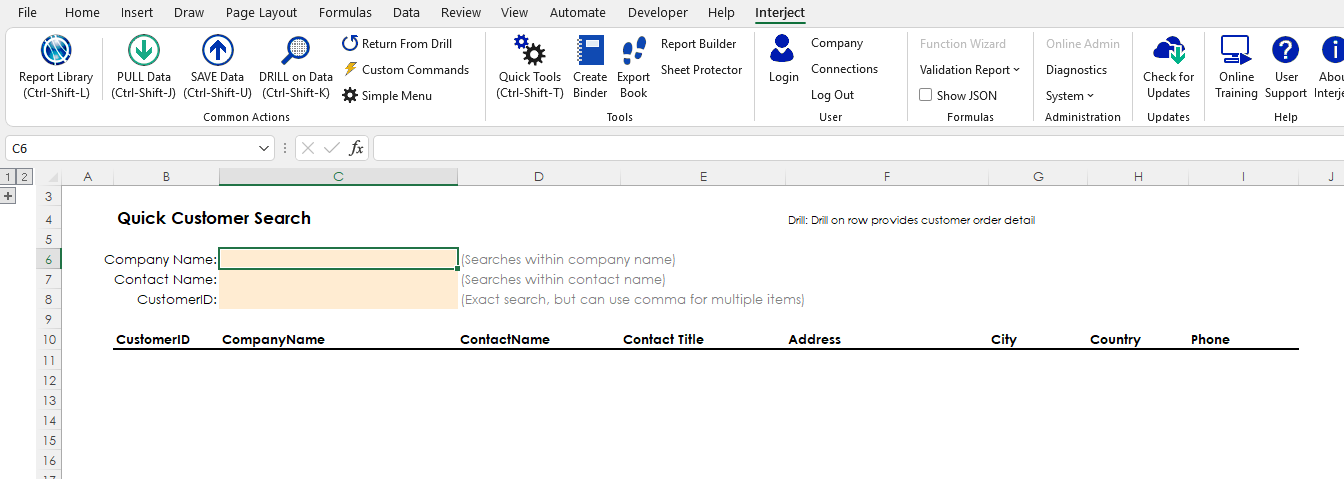 File Home Insert Draw Page Layout Formulas Data Review View Automate Developer Help Interject
Report Library (Ctrl-Shift-L)
PULL Data (Ctrl-Shift-J)
SAVE Data (Ctrl-Shift-U)
DRILL on Data (Ctrl-Shift-K)
Return From Drill
Custom Commands
Simple Menu
Common Actions
Quick Tools (Ctrl-Shift-T)
Create Binder
Export Book
Report Builder
Sheet Protector
Tools
Login
Company
Connections
Log Out
User
Function Wizard
Validation Report
Show JSON
Formulas
Online Admin
Diagnostics
System
Administration
Check for Updates
Updates
Online Training
User Support
Abou
Interje
Help
C6
fx
1 2
A B C D E F G H I J
3
4 Quick Customer Search Drill: Drill on row provides customer order detail
5
6 Company Name: (Searches within company name)
7 Contact Name: (Searches within contact name)
8 CustomerID: (Exact search, but can use comma for multiple items)
9
10 CustomerID CompanyName ContactName Contact Title Address City Country Phone
11
12
13
14
15
16